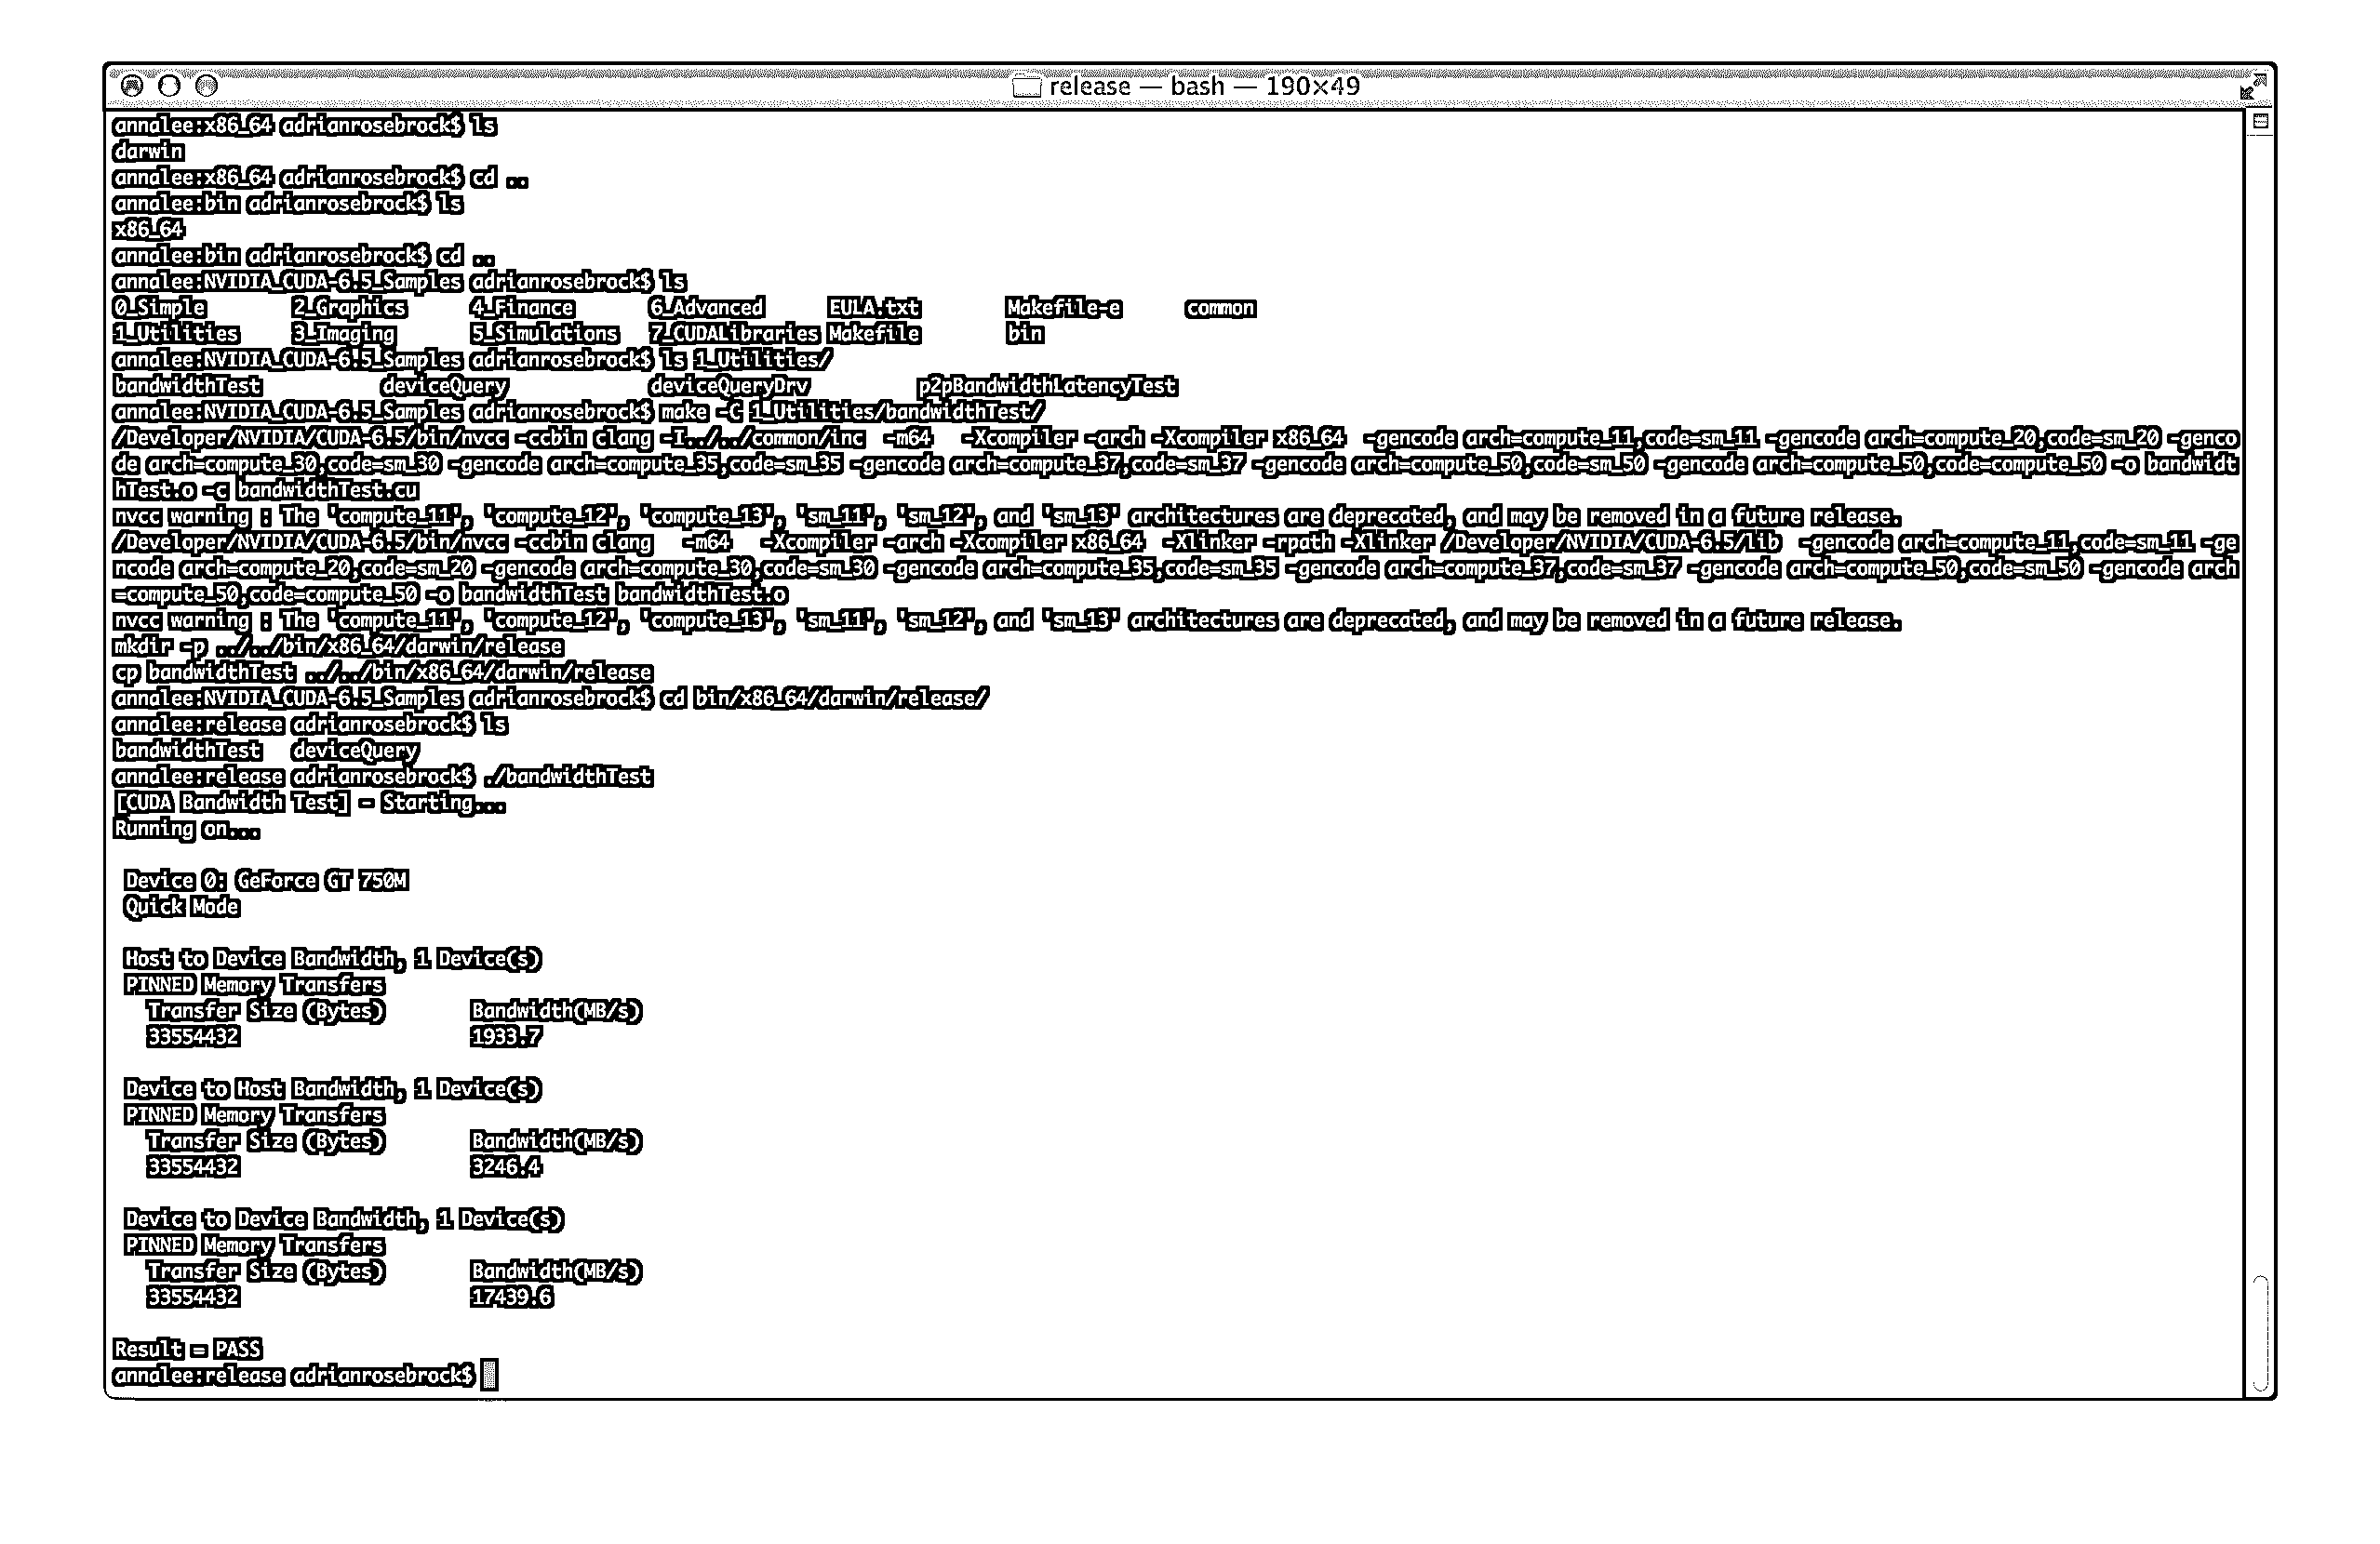 release — bash — 190×49
annalee:x86_64 adrianrosebrock$ ls
darwin
annalee:x86_64 adrianrosebrock$ cd ..
annalee:bin adrianrosebrock$ ls
x86_64
annalee:bin adrianrosebrock$ cd ..
annalee:NVIDIA_CUDA-6.5_Samples adrianrosebrock$ ls
0_Simple 2_Graphics 4_Finance 6_Advanced EULA.txt Makefile-e common
1_Utilities 3_Imaging 5_Simulations 7_CUDALibraries Makefile bin
annalee:NVIDIA_CUDA-6.5_Samples adrianrosebrock$ ls 1_Utilities/
bandwidthTest deviceQuery deviceQueryDrv p2pBandwidthLatencyTest
annalee:NVIDIA_CUDA-6.5_Samples adrianrosebrock$ make -C 1_Utilities/bandwidthTest/
/Developer/NVIDIA/CUDA-6.5/bin/nvcc -ccbin clang -I../../common/inc -m64 -Xcompiler -arch -Xcompiler x86_64 -gencode arch=compute_11,code=sm_11 -gencode arch=compute_20,code=sm_20 -genco
de arch=compute_30,code=sm_30 -gencode arch=compute_35,code=sm_35 -gencode arch=compute_37,code=sm_37 -gencode arch=compute_50,code=sm_50 -gencode arch=compute_50,code=compute_50 -o bandwidt
hTest.o -c bandwidthTest.cu
nvcc warning : The 'compute_11', 'compute_12', 'compute_13', 'sm_11', 'sm_12', and 'sm_13' architectures are deprecated, and may be removed in a future release.
/Developer/NVIDIA/CUDA-6.5/bin/nvcc -ccbin clang -m64 -Xcompiler -arch -Xcompiler x86_64 -Xlinker -rpath -Xlinker /Developer/NVIDIA/CUDA-6.5/lib -gencode arch=compute_11,code=sm_11 -ge
ncode arch=compute_20,code=sm_20 -gencode arch=compute_30,code=sm_30 -gencode arch=compute_35,code=sm_35 -gencode arch=compute_37,code=sm_37 -gencode arch=compute_50,code=sm_50 -gencode arch
=compute_50,code=compute_50 -o bandwidthTest bandwidthTest.o
nvcc warning : The 'compute_11', 'compute_12', 'compute_13', 'sm_11', 'sm_12', and 'sm_13' architectures are deprecated, and may be removed in a future release.
mkdir -p ../../bin/x86_64/darwin/release
cp bandwidthTest ../../bin/x86_64/darwin/release
annalee:NVIDIA_CUDA-6.5_Samples adrianrosebrock$ cd bin/x86_64/darwin/release/
annalee:release adrianrosebrock$ ls
bandwidthTest deviceQuery
annalee:release adrianrosebrock$ ./bandwidthTest
[CUDA Bandwidth Test] - Starting...
Running on...
Device 0: GeForce GT 750M
Quick Mode
Host to Device Bandwidth, 1 Device(s)
PINNED Memory Transfers
Transfer Size (Bytes) Bandwidth(MB/s)
33554432 1933.7
Device to Host Bandwidth, 1 Device(s)
PINNED Memory Transfers
Transfer Size (Bytes) Bandwidth(MB/s)
33554432 3246.4
Device to Device Bandwidth, 1 Device(s)
PINNED Memory Transfers
Transfer Size (Bytes) Bandwidth(MB/s)
33554432 17439.6
Result = PASS
annalee:release adrianrosebrock$